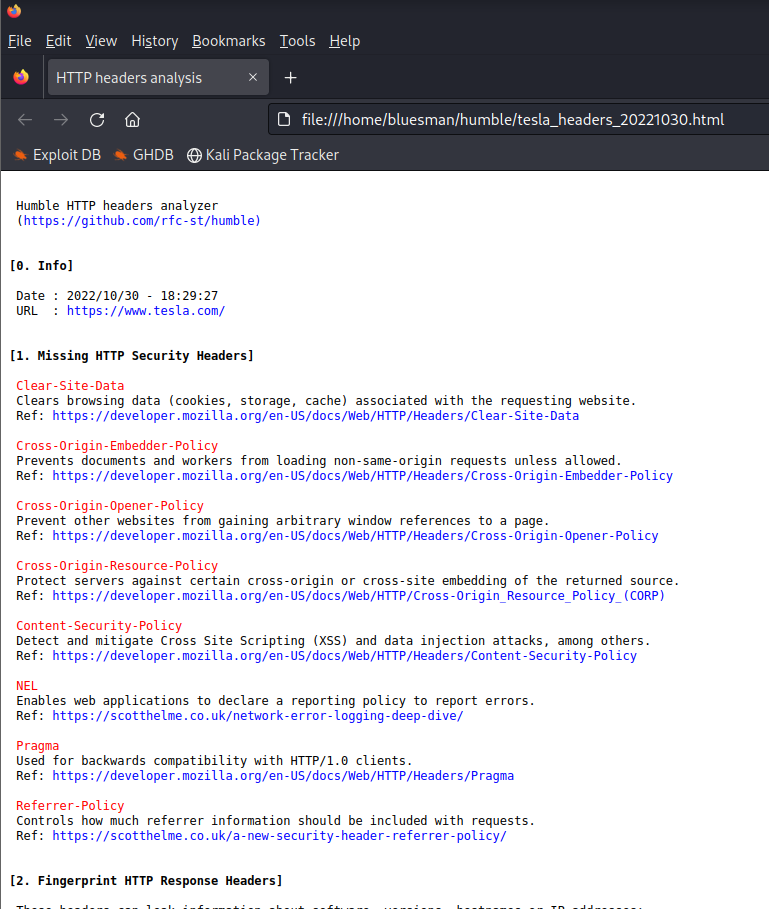 File Edit View History Bookmarks Tools Help
HTTP headers analysis
file:///home/bluesman/humble/tesla_headers_20221030.html
Exploit DB GHDB Kali Package Tracker
Humble HTTP headers analyzer
(https://github.com/rfc-st/humble)
[0. Info]
Date : 2022/10/30 - 18:29:27
URL  : https://www.tesla.com/
[1. Missing HTTP Security Headers]
Clear-Site-Data
Clears browsing data (cookies, storage, cache) associated with the requesting website.
Ref: https://developer.mozilla.org/en-US/docs/Web/HTTP/Headers/Clear-Site-Data
Cross-Origin-Embedder-Policy
Prevents documents and workers from loading non-same-origin requests unless allowed.
Ref: https://developer.mozilla.org/en-US/docs/Web/HTTP/Headers/Cross-Origin-Embedder-Policy
Cross-Origin-Opener-Policy
Prevent other websites from gaining arbitrary window references to a page.
Ref: https://developer.mozilla.org/en-US/docs/Web/HTTP/Headers/Cross-Origin-Opener-Policy
Cross-Origin-Resource-Policy
Protect servers against certain cross-origin or cross-site embedding of the returned source.
Ref: https://developer.mozilla.org/en-US/docs/Web/HTTP/Cross-Origin_Resource_Policy_(CORP)
Content-Security-Policy
Detect and mitigate Cross Site Scripting (XSS) and data injection attacks, among others.
Ref: https://developer.mozilla.org/en-US/docs/Web/HTTP/Headers/Content-Security-Policy
NEL
Enables web applications to declare a reporting policy to report errors.
Ref: https://scotthelme.co.uk/network-error-logging-deep-dive/
Pragma
Used for backwards compatibility with HTTP/1.0 clients.
Ref: https://developer.mozilla.org/en-US/docs/Web/HTTP/Headers/Pragma
Referrer-Policy
Controls how much referrer information should be included with requests.
Ref: https://scotthelme.co.uk/a-new-security-header-referrer-policy/
[2. Fingerprint HTTP Response Headers]